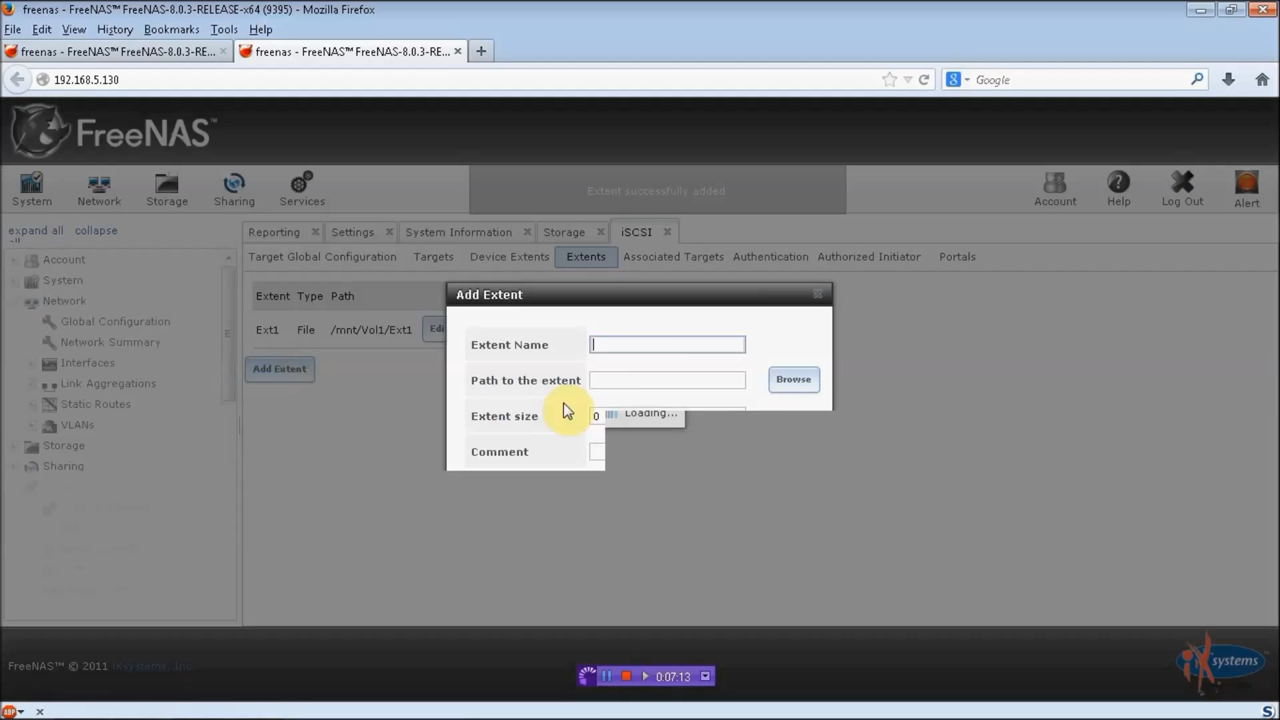 freenas - FreeNAS™ FreeNAS-8.0.3-RELEASE-x64 (9395) - Mozilla Firefox
File Edit View History Bookmarks Tools Help
freenas - FreeNAS™ FreeNAS-8.0.3-RE... × freenas - FreeNAS™ FreeNAS-8.0.3-RE... × +
192.168.5.130 Google
FreeNAS™
System Network Storage Sharing Services Extent successfully added Account Help Log Out Alert
expand all collapse
Reporting Settings System Information Storage iSCSI
Target Global Configuration Targets Device Extents Extents Associated Targets Authentication Authorized Initiator Portals
Account
System
Network
Global Configuration
Network Summary
Interfaces
Link Aggregations
Static Routes
VLANs
Storage
Sharing
Extent Type Path
Ext1 File /mnt/Vol1/Ext1 Edi
Add Extent
Add Extent
Extent Name
Path to the extent Browse
Extent size 0 Loading...
Comment
FreeNAS™ © 2011 iXsystems, Inc.
iXsystems
0:07:13
ABP × S